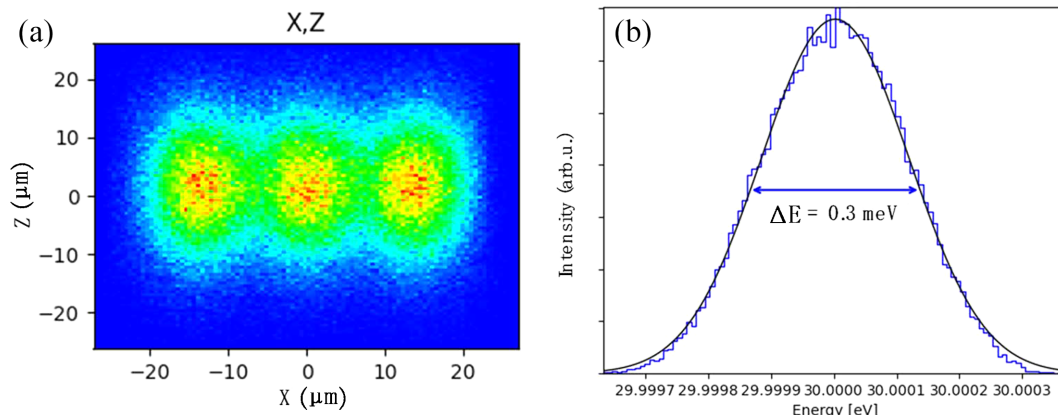 (a)
X,Z
Z (μm)
20
10
0
−10
−20
−20
−10
0
10
20
X (μm)
(b)
Intensity (arb.u.)
ΔE = 0.3 meV
29.9997
29.9998
29.9999
30.0000
30.0001
30.0002
30.0003
Energy [eV]